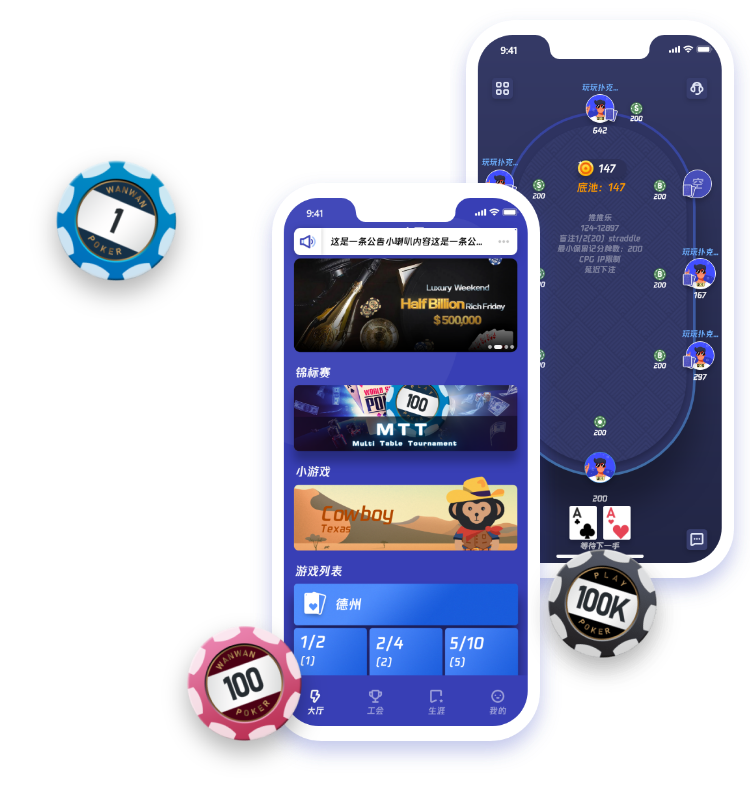 9:41
玩玩扑克...
200
642
147
底池：147
玩玩扑克...
200
200
空
推推乐
124-12897
盲注1/2(20) straddle
最小保留记分牌数：200
CPG IP限制
延迟下注
玩玩扑克...
200
167
玩玩扑克...
200
297
200
200
A
A
等待下一手
WANWAN
1
POKER
9:41
这是一条公告小喇叭内容这是一条公...
Luxury Weekend
Half Billion Rich Friday
$500,000
锦标赛
100
MTT
Multi Table Tournament
小游戏
Cowboy
Texas
游戏列表
德州
1/2
(1)
2/4
(2)
5/10
(5)
大厅
工会
生涯
我的
PLAY
100K
POKER
WANWAN
100
POKER